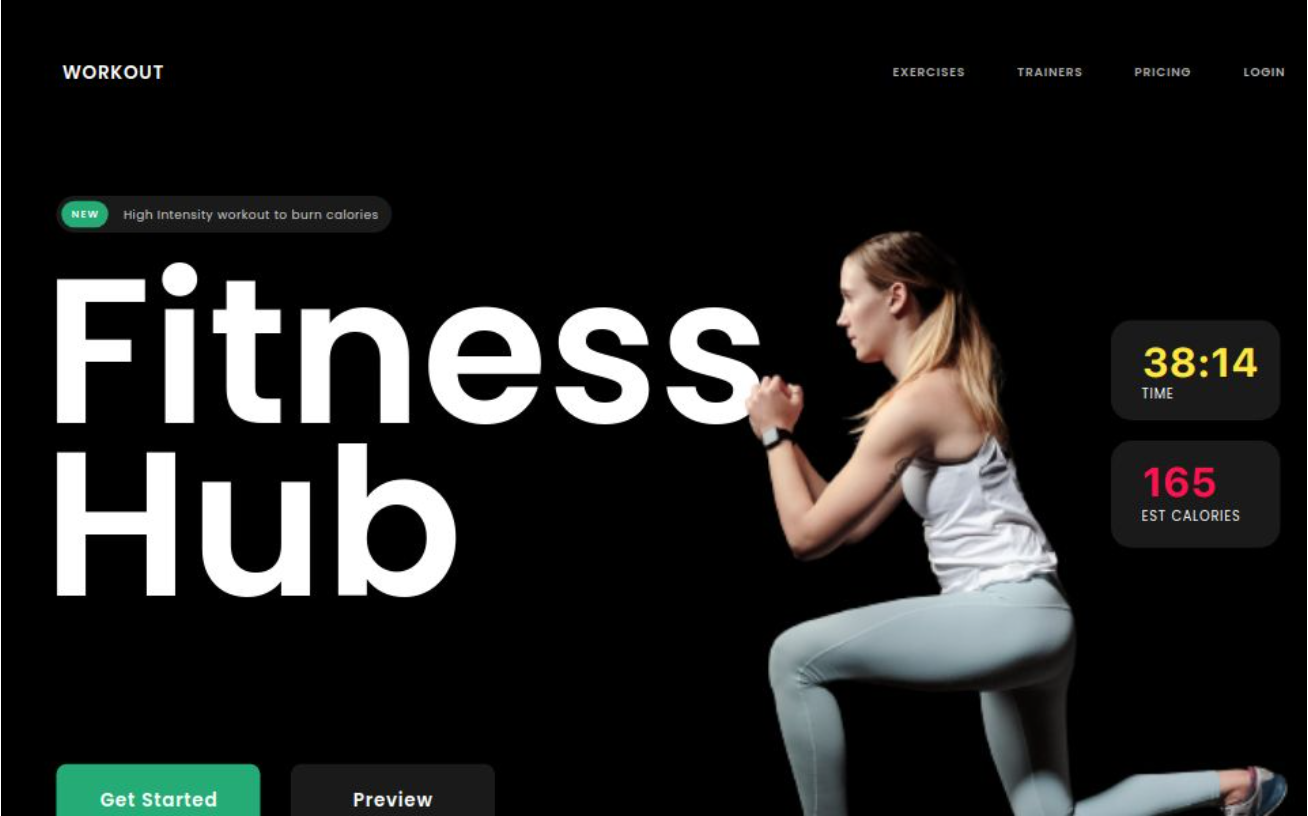 WORKOUT
EXERCISES TRAINERS PRICING LOGIN
NEW High Intensity workout to burn calories
Fitness
Hub
38:14
TIME
165
EST CALORIES
Get Started Preview